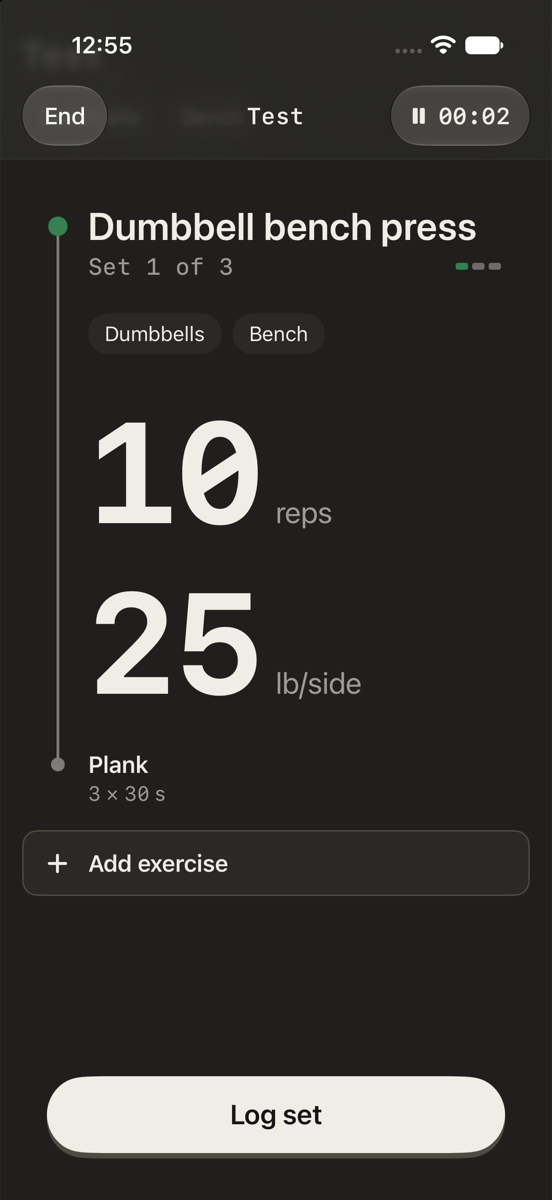 12:55
End
Test
00:02
Dumbbell bench press
Set 1 of 3
Dumbbells
Bench
10 reps
25 lb/side
Plank
3 × 30 s
+ Add exercise
Log set